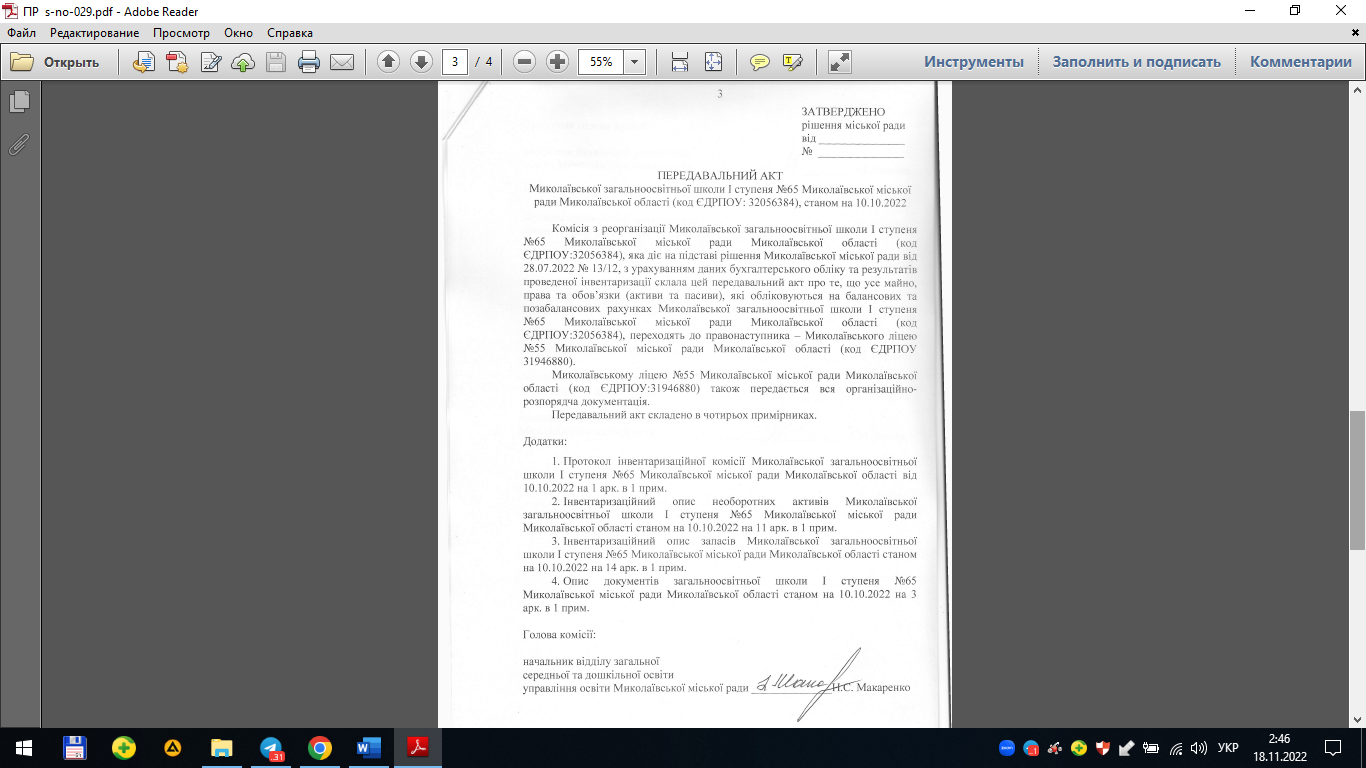 ПР s-no-029.pdf - Adobe Reader
Файл Редактирование Просмотр Окно Справка
Открыть 3 / 4 55% Инструменты Заполнить и подписать Комментарии
3
ЗАТВЕРДЖЕНО
рішення міської ради
від _______________
№ _______________
ПЕРЕДАВАЛЬНИЙ АКТ
Миколаївської загальноосвітньої школи І ступеня №65 Миколаївської міської
ради Миколаївської області (код ЄДРПОУ: 32056384), станом на 10.10.2022
Комісія з реорганізації Миколаївської загальноосвітньої школи І ступеня
№65 Миколаївської міської ради Миколаївської області (код
ЄДРПОУ:32056384), яка діє на підставі рішення Миколаївської міської ради від
28.07.2022 № 13/12, з урахуванням даних бухгалтерського обліку та результатів
проведеної інвентаризації склала цей передавальний акт про те, що усе майно,
права та обов’язки (активи та пасиви), які обліковуються на балансових та
позабалансових рахунках Миколаївської загальноосвітньої школи І ступеня
№65 Миколаївської міської ради Миколаївської області (код
ЄДРПОУ:32056384), переходять до правонаступника – Миколаївського ліцею
№55 Миколаївської міської ради Миколаївської області (код ЄДРПОУ
31946880).
Миколаївському ліцею №55 Миколаївської міської ради Миколаївської
області (код ЄДРПОУ:31946880) також передається вся організаційно-
розпорядча документація.
Передавальний акт складено в чотирьох примірниках.
Додатки:
1. Протокол інвентаризаційної комісії Миколаївської загальноосвітньої
школи І ступеня №65 Миколаївської міської ради Миколаївської області від
10.10.2022 на 1 арк. в 1 прим.
2. Інвентаризаційний опис необоротних активів Миколаївської
загальноосвітньої школи І ступеня №65 Миколаївської міської ради
Миколаївської області станом на 10.10.2022 на 11 арк. в 1 прим.
3. Інвентаризаційний опис запасів Миколаївської загальноосвітньої
школи І ступеня №65 Миколаївської міської ради Миколаївської області станом
на 10.10.2022 на 14 арк. в 1 прим.
4. Опис документів загальноосвітньої школи І ступеня №65
Миколаївської міської ради Миколаївської області станом на 10.10.2022 на 3
арк. в 1 прим.
Голова комісії:
начальник відділу загальної
середньої та дошкільної освіти
управління освіти Миколаївської міської ради _______________ Н.С. Макаренко
31
УКР
2:46
18.11.2022